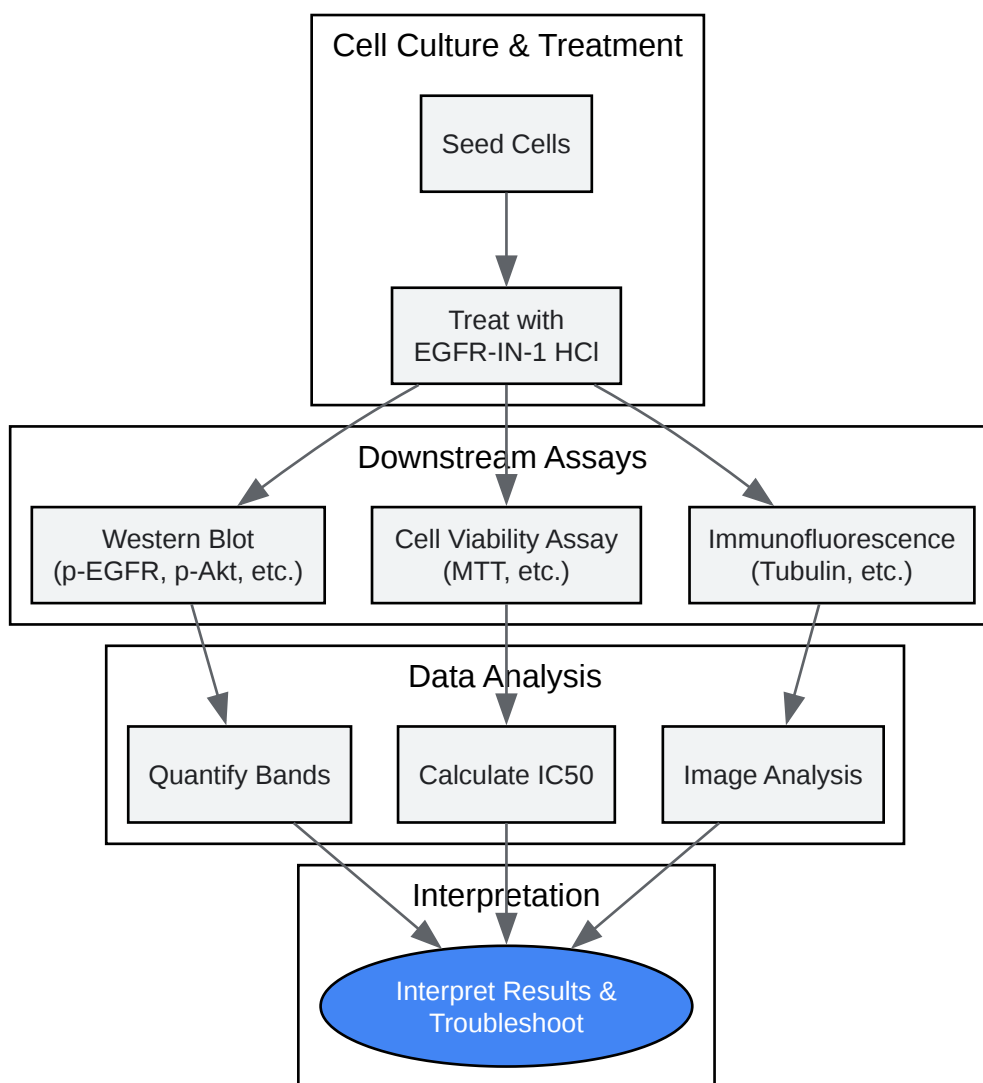 Cell Culture & Treatment
Seed Cells
Treat with
EGFR-IN-1 HCl
Downstream Assays
Western Blot
(p-EGFR, p-Akt, etc.)
Cell Viability Assay
(MTT, etc.)
Immunofluorescence
(Tubulin, etc.)
Data Analysis
Quantify Bands
Calculate IC50
Image Analysis
Interpretation
Interpret Results &
Troubleshoot